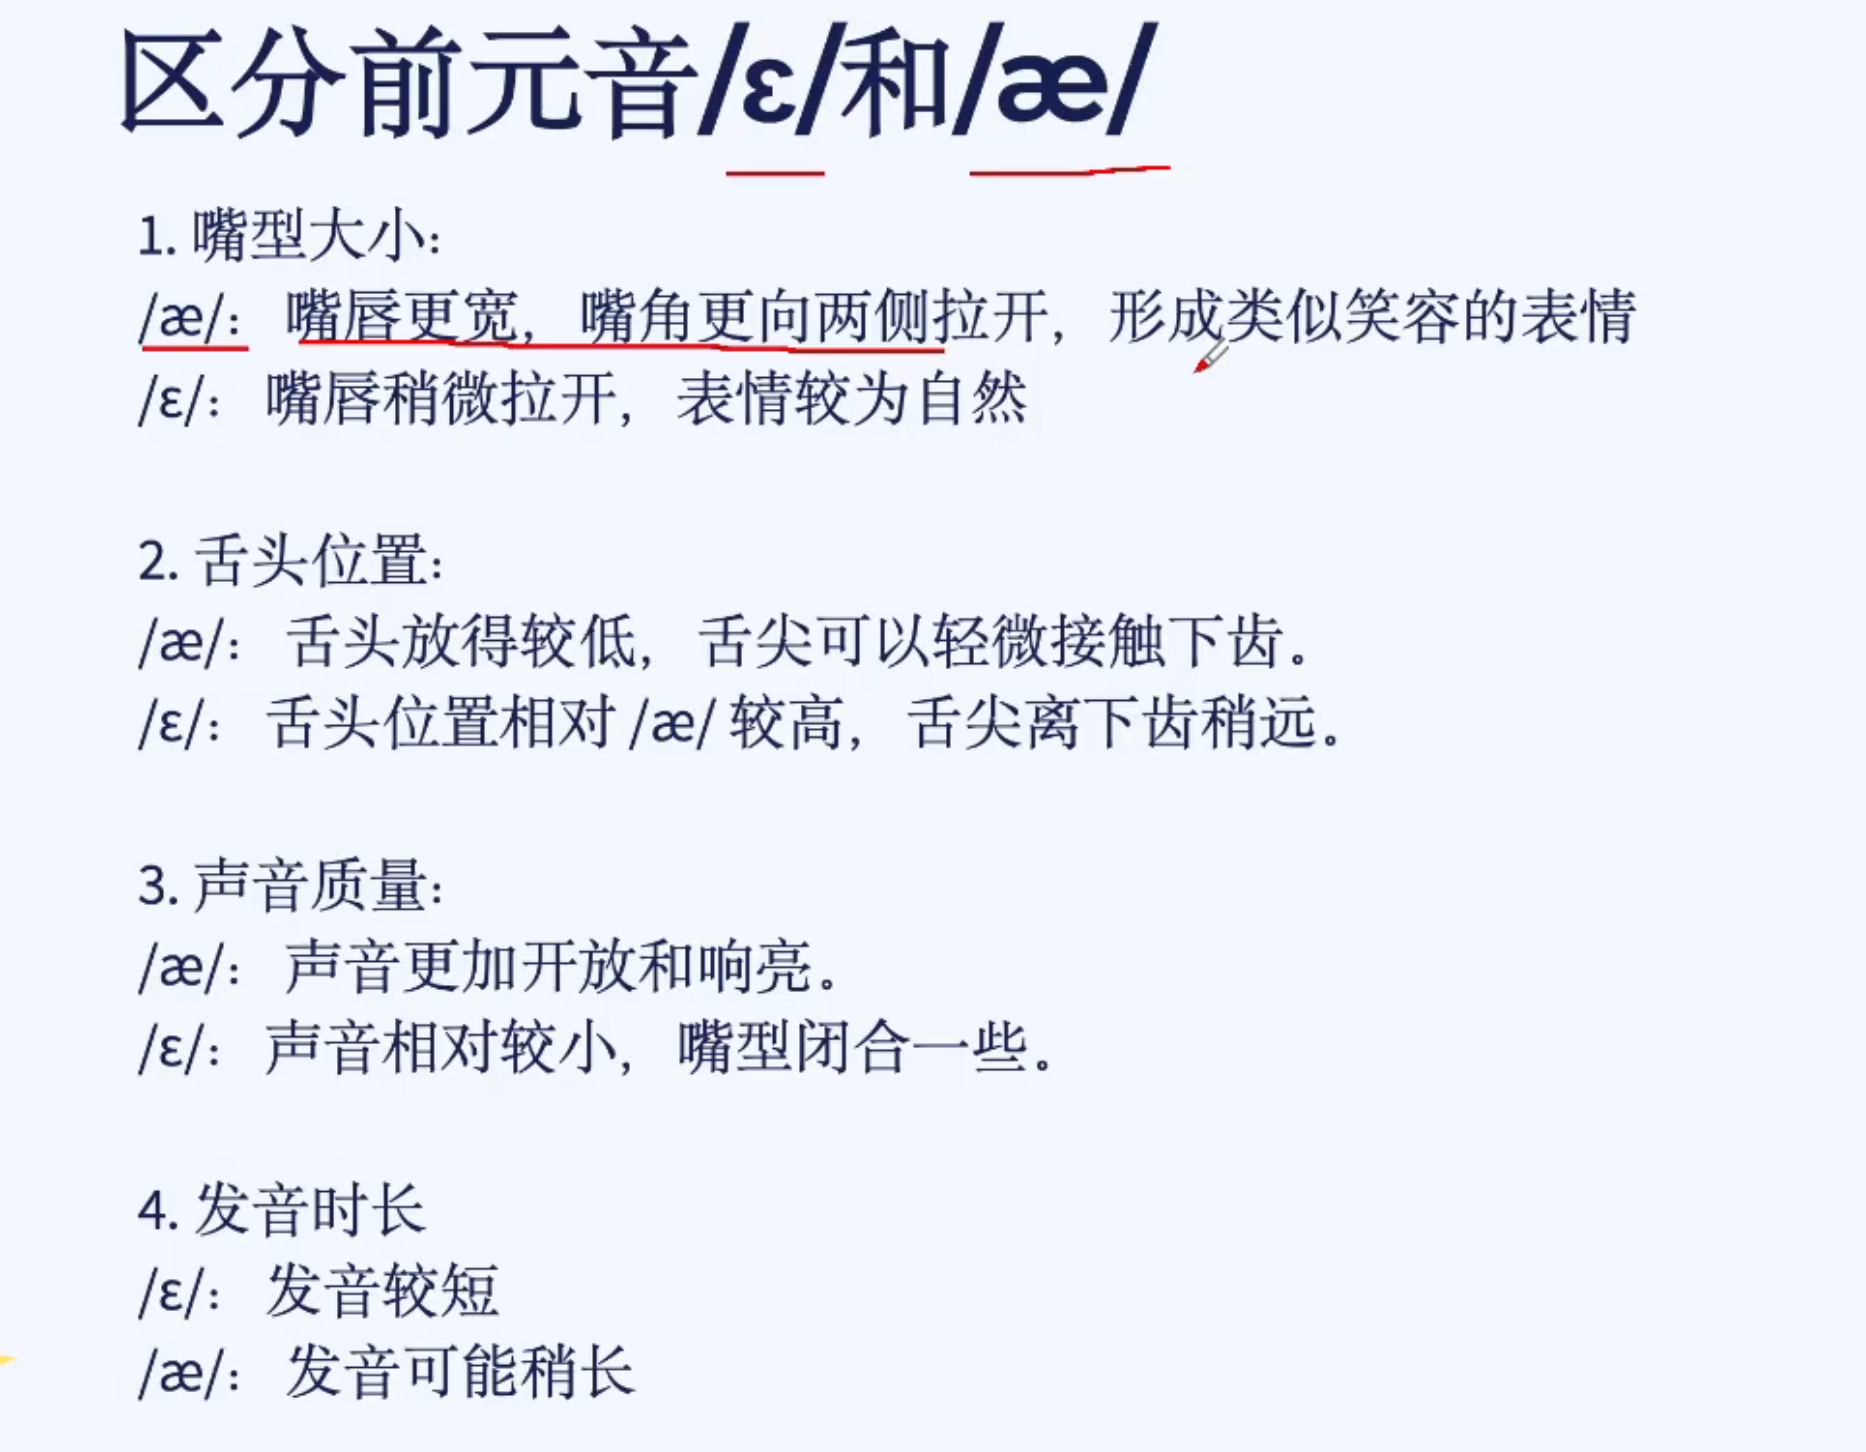 区分前元音/ɛ/和/æ/
1. 嘴型大小：
/æ/： 嘴唇更宽，嘴角更向两侧拉开，形成类似笑容的表情
/ɛ/： 嘴唇稍微拉开，表情较为自然
2. 舌头位置：
/æ/： 舌头放得较低，舌尖可以轻微接触下齿。
/ɛ/： 舌头位置相对 /æ/ 较高，舌尖离下齿稍远。
3. 声音质量：
/æ/： 声音更加开放和响亮。
/ɛ/： 声音相对较小，嘴型闭合一些。
4. 发音时长
/ɛ/： 发音较短
/æ/： 发音可能稍长